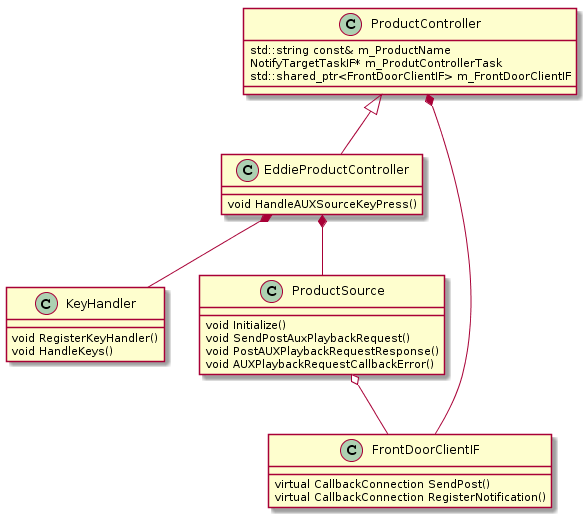 C ProductController
std::string const& m_ProductName
NotifyTargetTaskIF* m_ProdutControllerTask
std::shared_ptr<FrontDoorClientIF> m_FrontDoorClientIF
C EddieProductController
void HandleAUXSourceKeyPress()
C KeyHandler
void RegisterKeyHandler()
void HandleKeys()
C ProductSource
void Initialize()
void SendPostAuxPlaybackRequest()
void PostAUXPlaybackRequestResponse()
void AUXPlaybackRequestCallbackError()
C FrontDoorClientIF
virtual CallbackConnection SendPost()
virtual CallbackConnection RegisterNotification()